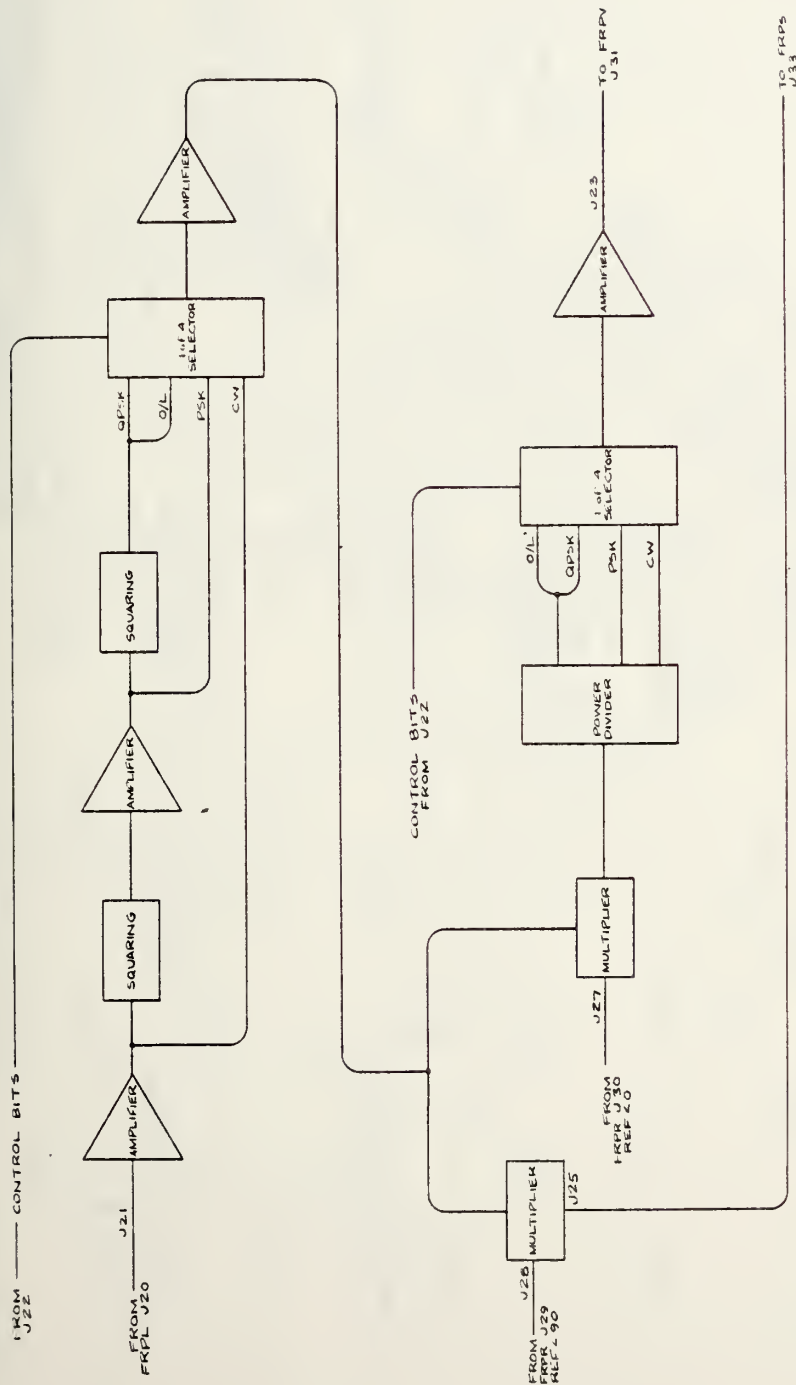 FROM J22 CONTROL BITS
FROM FRPL J20
J21
AMPLIFIER
SQUARING
AMPLIFIER
SQUARING
QPSK
O/L
PSK
CW
1 of 4 SELECTOR
AMPLIFIER
FROM FRPR J29 REF ∠ 90
J28
MULTIPLIER
J25
FROM FRPR J30 REF ∠ 0
J27
MULTIPLIER
POWER DIVIDER
CONTROL BITS FROM J22
O/L
QPSK
PSK
CW
1 of 4 SELECTOR
AMPLIFIER
J23
TO FRPV J31
TO FRPS J33